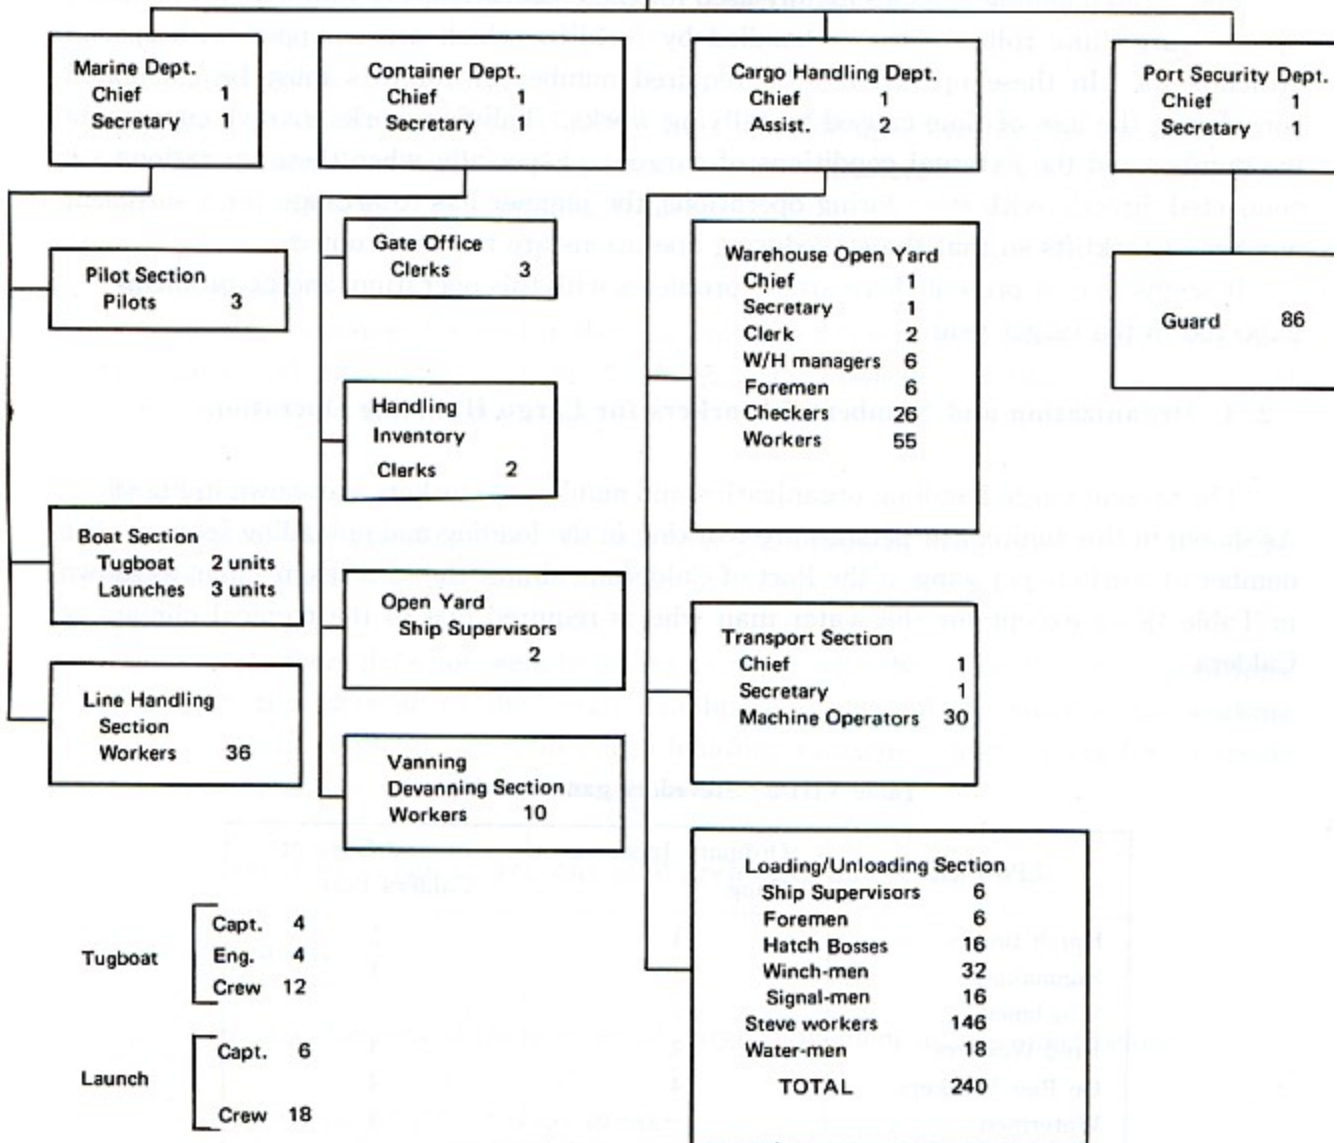 Marine Dept.
Chief 1
Secretary 1
Pilot Section
Pilots 3
Boat Section
Tugboat 2 units
Launches 3 units
Line Handling
Section
Workers 36
Tugboat
Capt. 4
Eng. 4
Crew 12
Launch
Capt. 6
Crew 18
Container Dept.
Chief 1
Secretary 1
Gate Office
Clerks 3
Handling
Inventory
Clerks 2
Open Yard
Ship Supervisors
2
Vanning
Devanning Section
Workers 10
Cargo Handling Dept.
Chief 1
Assist. 2
Warehouse Open Yard
Chief 1
Secretary 1
Clerk 2
W/H managers 6
Foremen 6
Checkers 26
Workers 55
Transport Section
Chief 1
Secretary 1
Machine Operators 30
Loading/Unloading Section
Ship Supervisors 6
Foremen 6
Hatch Bosses 16
Winch-men 32
Signal-men 16
Steve workers 146
Water-men 18
TOTAL 240
Port Security Dept.
Chief 1
Secretary 1
Guard 86